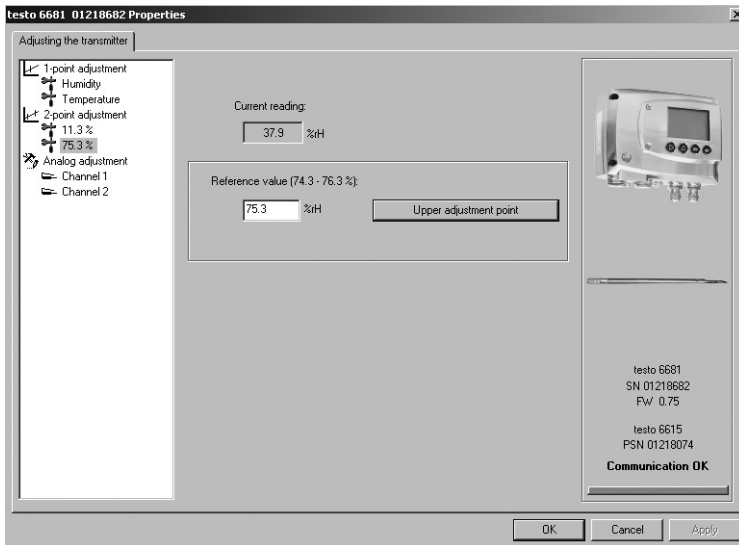 testo 6681 01218682 Properties
Adjusting the transmitter
1-point adjustment
Humidity
Temperature
2-point adjustment
11.3 %
75.3 %
Analog adjustment
Channel 1
Channel 2
Current reading:
37.9 %rH
Reference value (74.3 - 76.3 %):
75.3 %rH Upper adjustment point
testo 6681
SN 01218682
FW 0.75
testo 6615
PSN 01218074
Communication OK
OK Cancel Apply